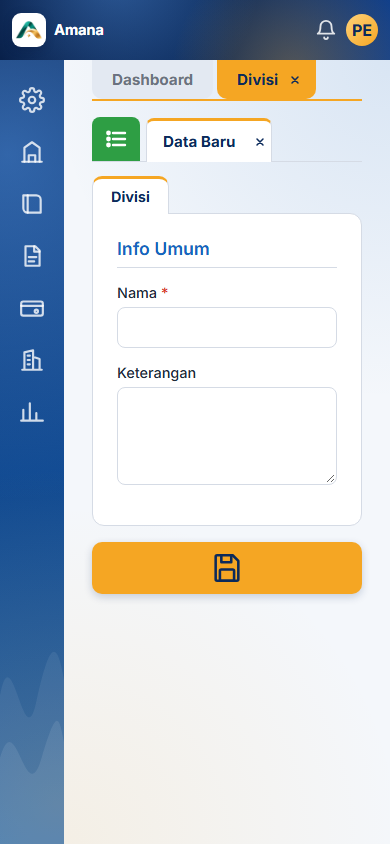 Amana
PE
Dashboard
Divisi ×
Data Baru ×
Divisi
Info Umum
Nama *
Keterangan